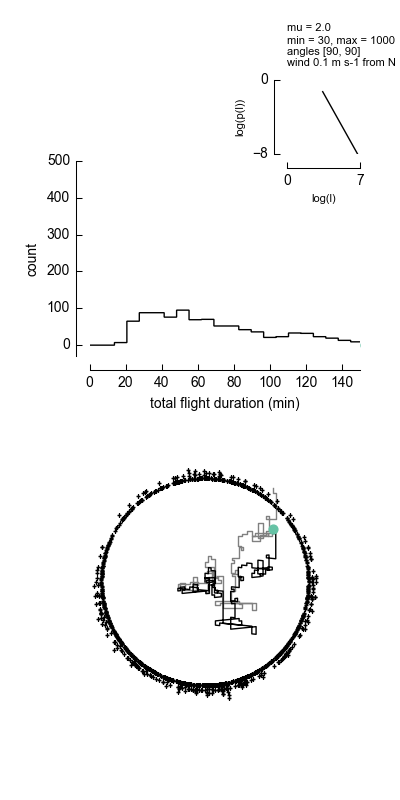 mu = 2.0
min = 30, max = 1000
angles [90, 90]
wind 0.1 m s-1 from N
0
log(p(l))
−8
0 7
log(l)
500
400
300
count
200
100
0
0 20 40 60 80 100 120 140
total flight duration (min)